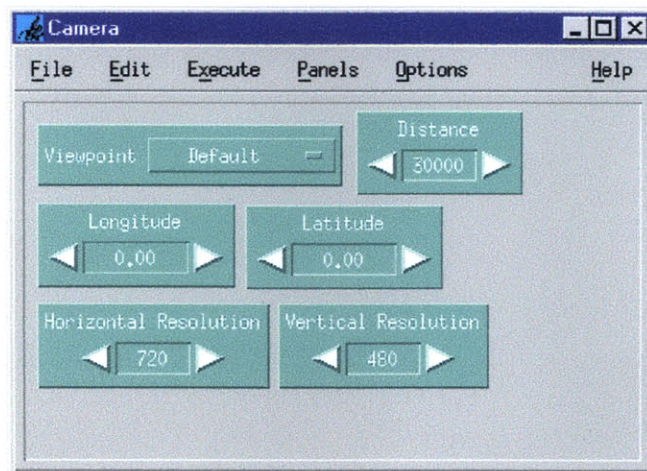 Camera
File Edit Execute Panels Options Help
Viewpoint Default
Distance
30000
Longitude Latitude
0.00 0.00
Horizontal Resolution Vertical Resolution
720 480